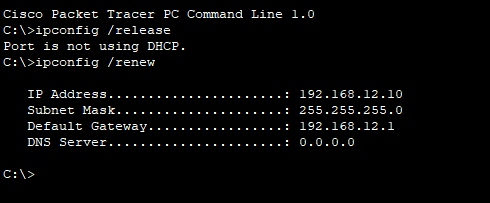 Cisco Packet Tracer PC Command Line 1.0
C:\>ipconfig /release
Port is not using DHCP.
C:\>ipconfig /renew
IP Address......................: 192.168.12.10
Subnet Mask.....................: 255.255.255.0
Default Gateway.................: 192.168.12.1
DNS Server......................: 0.0.0.0
C:\>